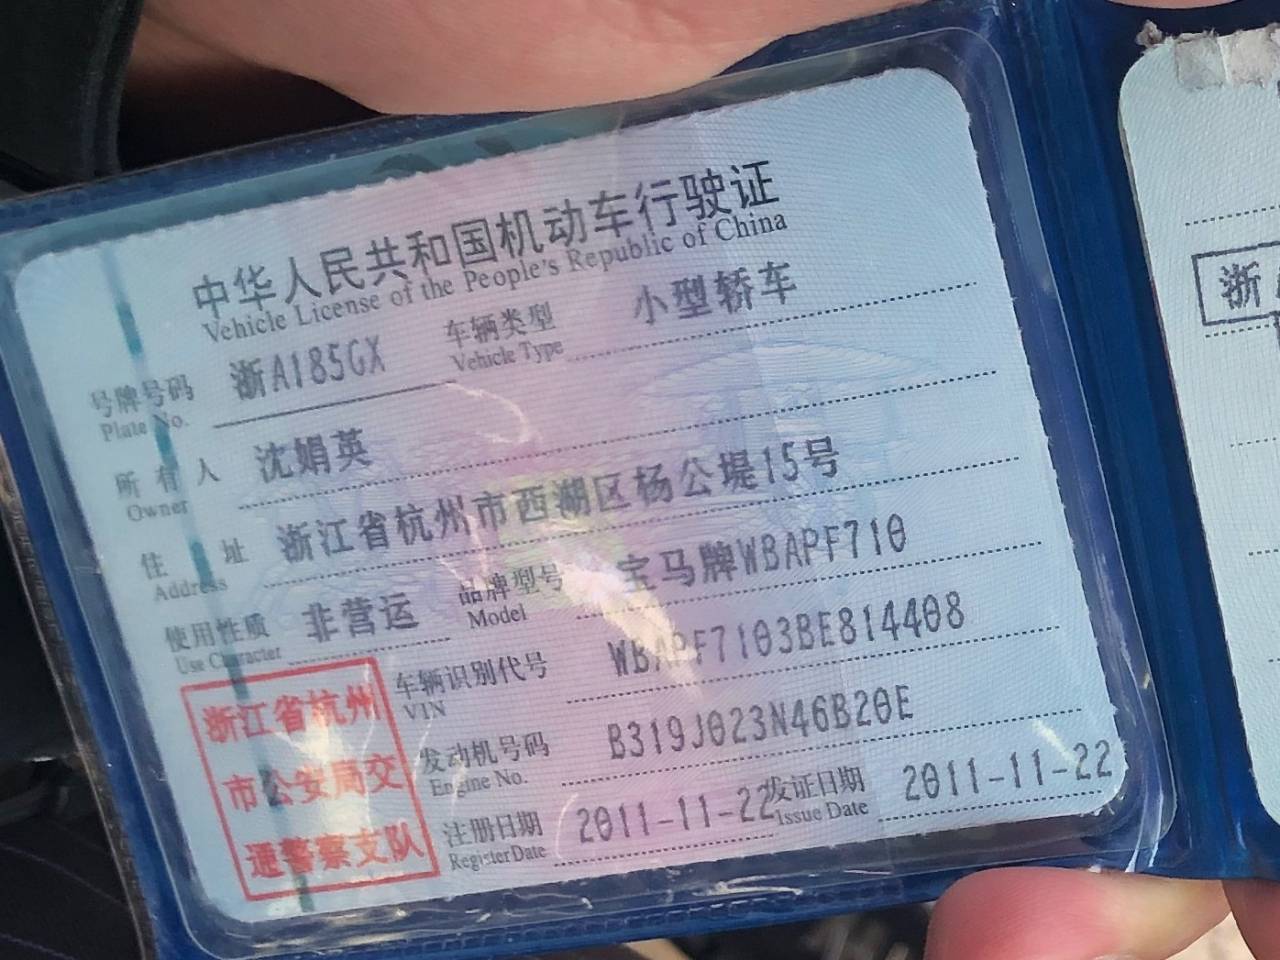 中华人民共和国机动车行驶证
Vehicle License of the People's Republic of China
号牌号码 浙A185GX 车辆类型 小型轿车
Plate No. Vehicle Type
所有人 沈娟英
Owner
住址 浙江省杭州市西湖区杨公堤15号
Address
使用性质 非营运 品牌型号 宝马牌WBAPF710
Use Character Model
车辆识别代号 WBAPF7103BE814408
VIN
发动机号码 B319J023N46B20E
Engine No.
注册日期 2011-11-22 发证日期 2011-11-22
Register Date Issue Date
浙江省杭州
市公安局交
通警察支队
浙